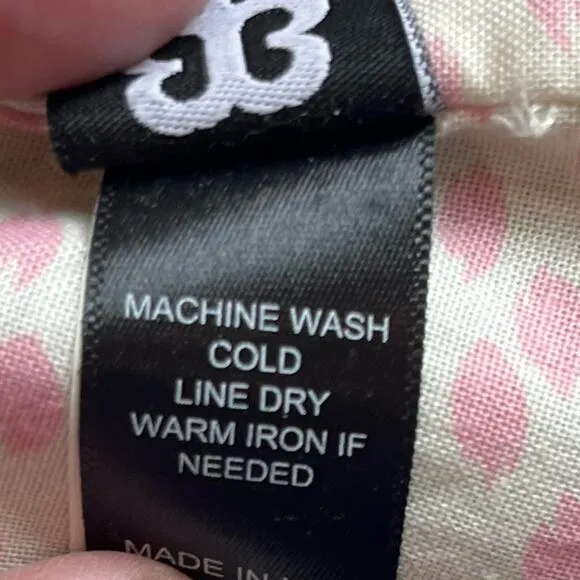 MACHINE WASH
COLD
LINE DRY
WARM IRON IF
NEEDED
MADE IN